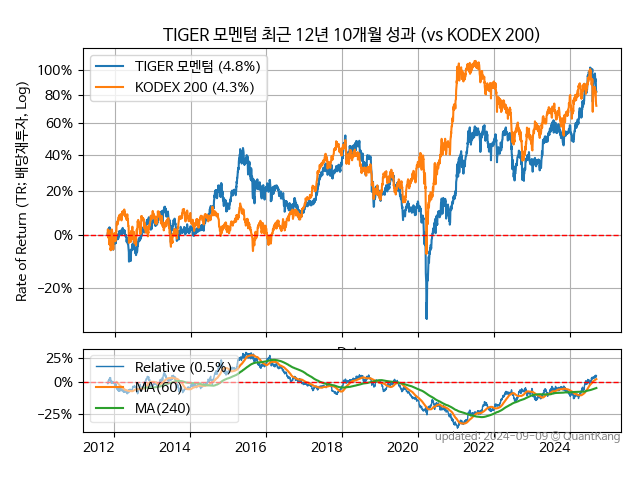 TIGER 모멘텀 최근 12년 10개월 성과 (vs KODEX 200)
Rate of Return (TR: 배당재투자, Log)
100%
80%
60%
40%
20%
0%
−20%
TIGER 모멘텀 (4.8%)
KODEX 200 (4.3%)
25%
0%
−25%
Relative (0.5%)
MA(60)
MA(240)
2012
2014
2016
2018
2020
2022
2024
updated: 2024-09-09 © QuantKang